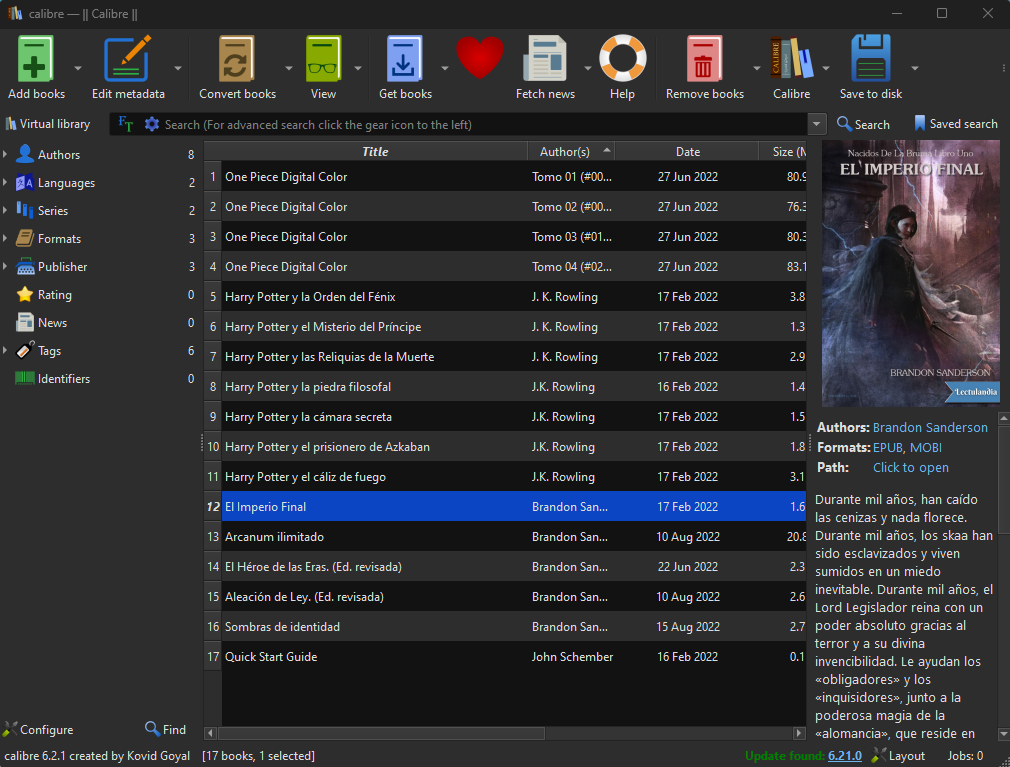 calibre — || Calibre ||
Add books
Edit metadata
Convert books
View
Get books
Fetch news
Help
Remove books
CALIBRE
Calibre
Save to disk
Virtual library
FT
Search (For advanced search click the gear icon to the left)
Search
Saved search
Authors 8
Languages 2
Series 2
Formats 3
Publisher 3
Rating 0
News 0
Tags 6
Identifiers 0
Configure
Find
Title Author(s) Date Size (M
1 One Piece Digital Color Tomo 01 (#00... 27 Jun 2022 80.9
2 One Piece Digital Color Tomo 02 (#00... 27 Jun 2022 76.3
3 One Piece Digital Color Tomo 03 (#01... 27 Jun 2022 80.3
4 One Piece Digital Color Tomo 04 (#02... 27 Jun 2022 83.1
5 Harry Potter y la Orden del Fénix J. K. Rowling 17 Feb 2022 3.8
6 Harry Potter y el Misterio del Príncipe J. K. Rowling 17 Feb 2022 1.3
7 Harry Potter y las Reliquias de la Muerte J. K. Rowling 17 Feb 2022 2.9
8 Harry Potter y la piedra filosofal J.K. Rowling 16 Feb 2022 1.4
9 Harry Potter y la cámara secreta J.K. Rowling 17 Feb 2022 1.5
10 Harry Potter y el prisionero de Azkaban J.K. Rowling 17 Feb 2022 1.8
11 Harry Potter y el cáliz de fuego J.K. Rowling 17 Feb 2022 3.1
12 El Imperio Final Brandon San... 17 Feb 2022 1.6
13 Arcanum ilimitado Brandon San... 10 Aug 2022 20.8
14 El Héroe de las Eras. (Ed. revisada) Brandon San... 22 Jun 2022 2.3
15 Aleación de Ley. (Ed. revisada) Brandon San... 10 Aug 2022 2.6
16 Sombras de identidad Brandon San... 15 Aug 2022 2.7
17 Quick Start Guide John Schember 16 Feb 2022 0.1
Nacidos De La Bruma Libro Uno
EL IMPERIO FINAL
BRANDON SANDERSON
Lectulandia
Authors: Brandon Sanderson
Formats: EPUB, MOBI
Path: Click to open
Durante mil años, han caído
las cenizas y nada florece.
Durante mil años, los skaa han
sido esclavizados y viven
sumidos en un miedo
inevitable. Durante mil años, el
Lord Legislador reina con un
poder absoluto gracias al
terror y a su divina
invencibilidad. Le ayudan los
«obligadores» y los
«inquisidores», junto a la
poderosa magia de la
«alomancia», que reside en
calibre 6.2.1 created by Kovid Goyal [17 books, 1 selected]
Update found: 6.21.0
Layout
Jobs: 0